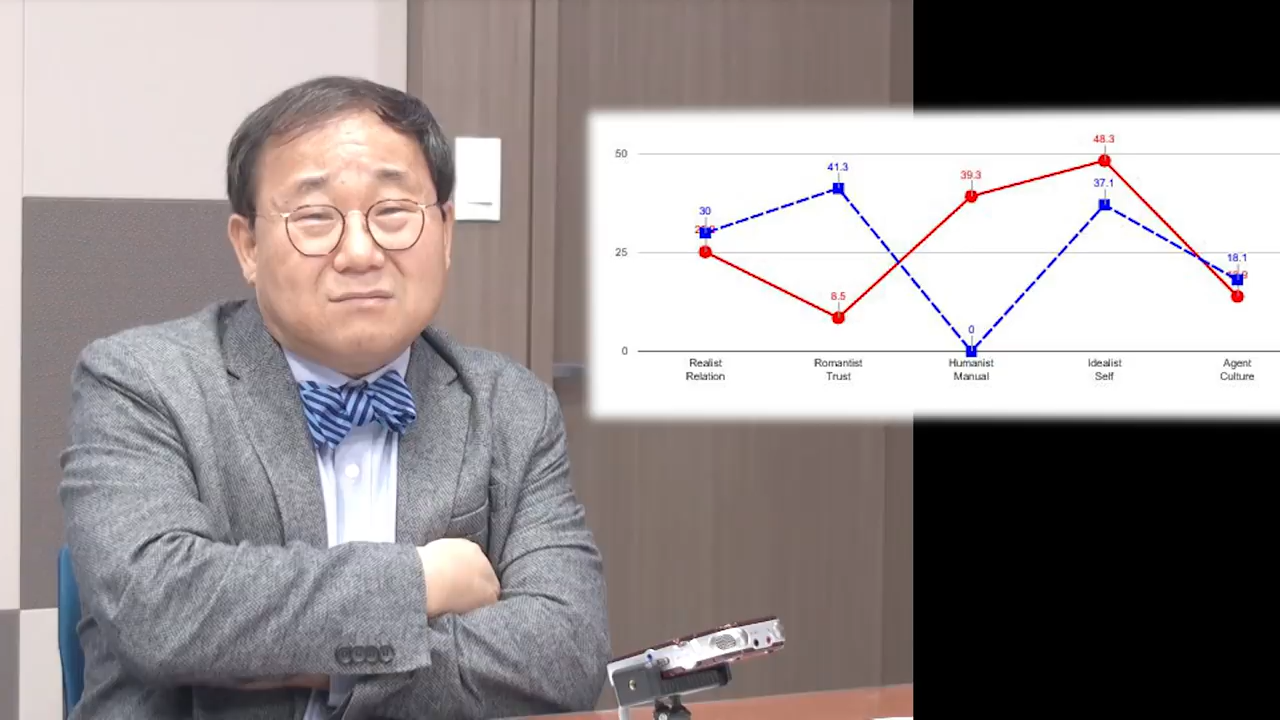 50
25
0
30
41.3
8.5
39.3
0
48.3
37.1
18.1
Realist
Relation
Romantist
Trust
Humanist
Manual
Idealist
Self
Agent
Culture